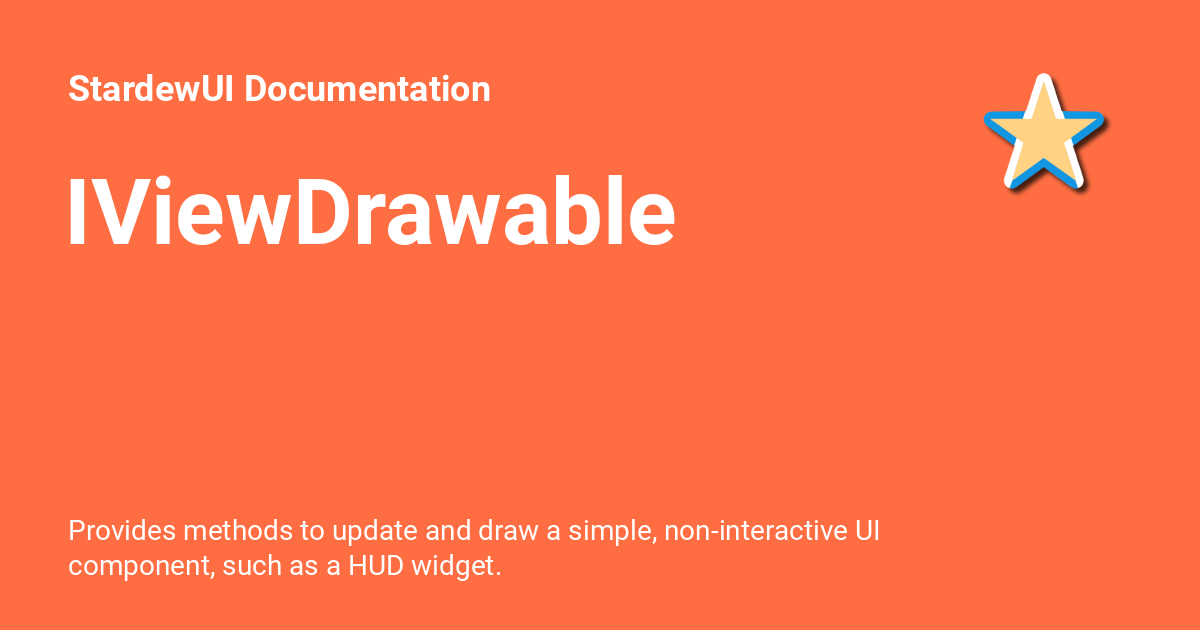 StardewUI Documentation
IViewDrawable
Provides methods to update and draw a simple, non-interactive UI
component, such as a HUD widget.